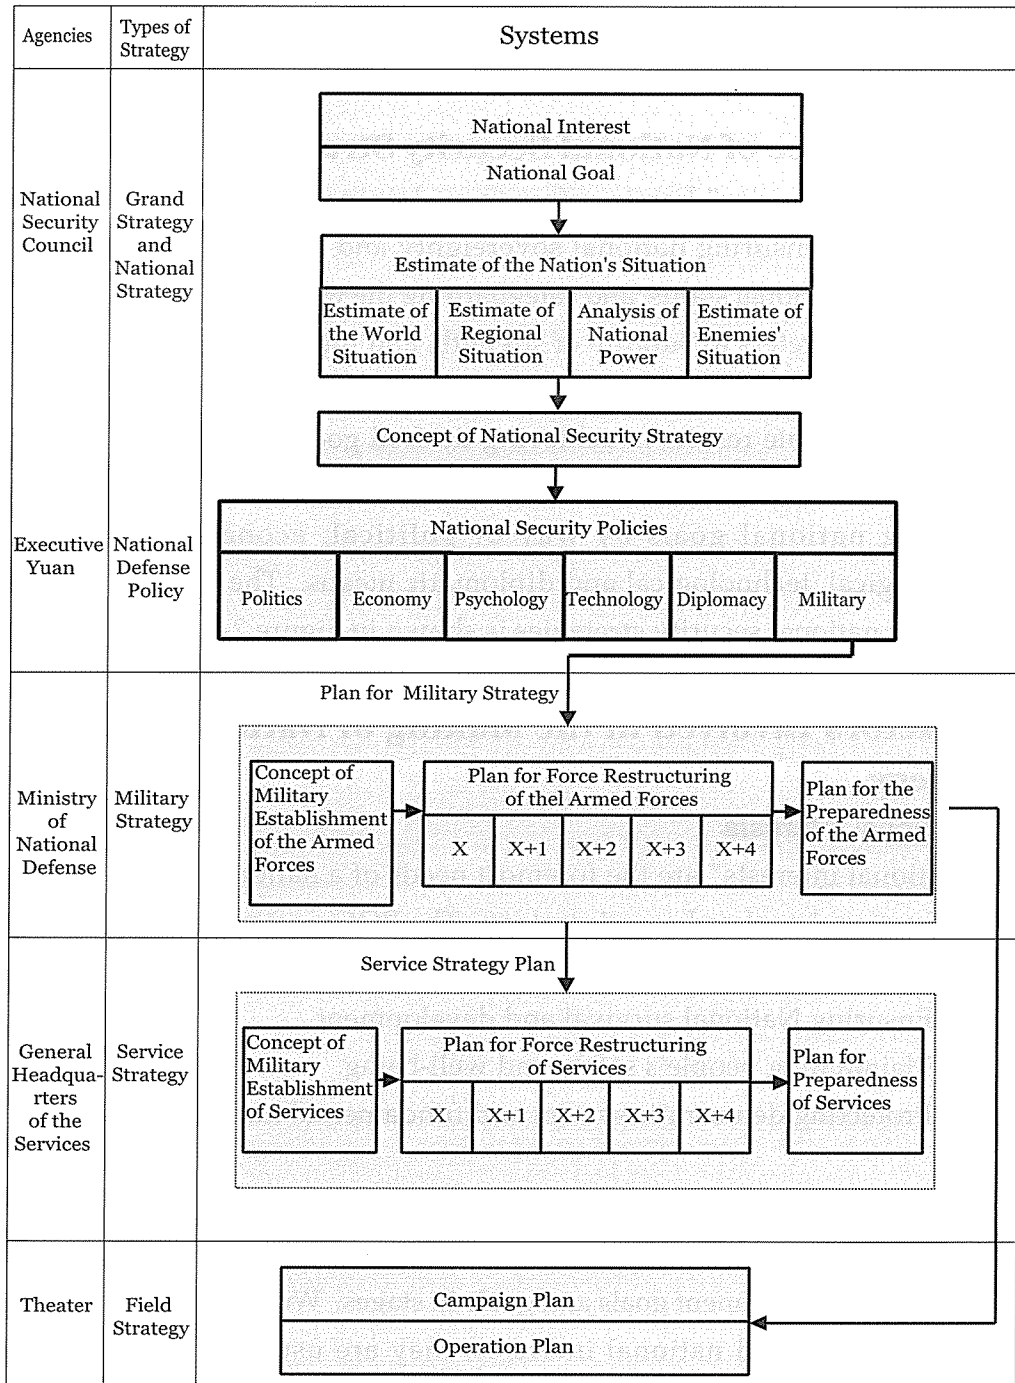 Agencies
Types of
Strategy
Systems
National
Security
Council
Grand
Strategy
and
National
Strategy
National Interest
National Goal
Estimate of the Nation's Situation
Estimate of
the World
Situation
Estimate of
Regional
Situation
Analysis of
National
Power
Estimate of
Enemies'
Situation
Concept of National Security Strategy
Executive
Yuan
National
Defense
Policy
National Security Policies
Politics
Economy
Psychology
Technology
Diplomacy
Military
Ministry
of
National
Defense
Military
Strategy
Plan for Military Strategy
Concept of
Military
Establishment
of the Armed
Forces
Plan for Force Restructuring
of thel Armed Forces
X
X+1
X+2
X+3
X+4
Plan for the
Preparedness
of the Armed
Forces
General
Headqua-
rters
of the
Services
Service
Strategy
Service Strategy Plan
Concept of
Military
Establishment
of Services
Plan for Force Restructuring
of Services
X
X+1
X+2
X+3
X+4
Plan for
Preparedness
of Services
Theater
Field
Strategy
Campaign Plan
Operation Plan